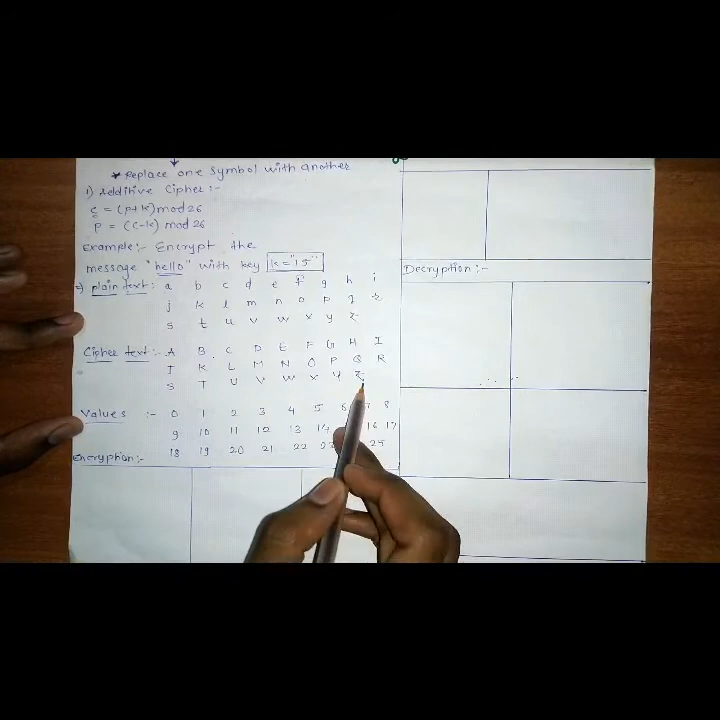 * Replace one symbol with another
1) Additive Cipher :-
C = (P+K) mod 26
P = (C-K) mod 26
Example:- Encrypt the
message "hello" with key K = "15"
=) plain text : a b c d e f g h i
j k l m n o p q r
s t u v w x y z
Cipher text :- A B C D E F G H I
J K L M N O P Q R
S T U V W X Y Z
Values :- 0 1 2 3 4 5 6 7 8
9 10 11 12 13 14 16 17
18 19 20 21 22 25
Encryption:-
Decryption :-